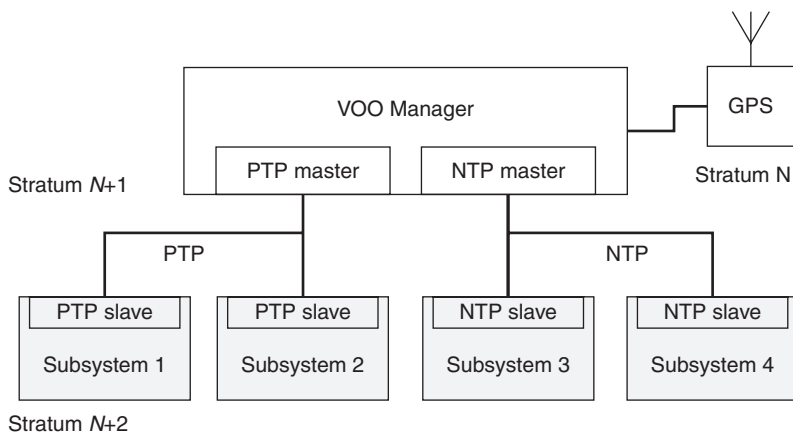 GPS
VOO Manager
PTP master
NTP master
Stratum N
Stratum N+1
PTP
NTP
PTP slave
PTP slave
NTP slave
NTP slave
Subsystem 1
Subsystem 2
Subsystem 3
Subsystem 4
Stratum N+2